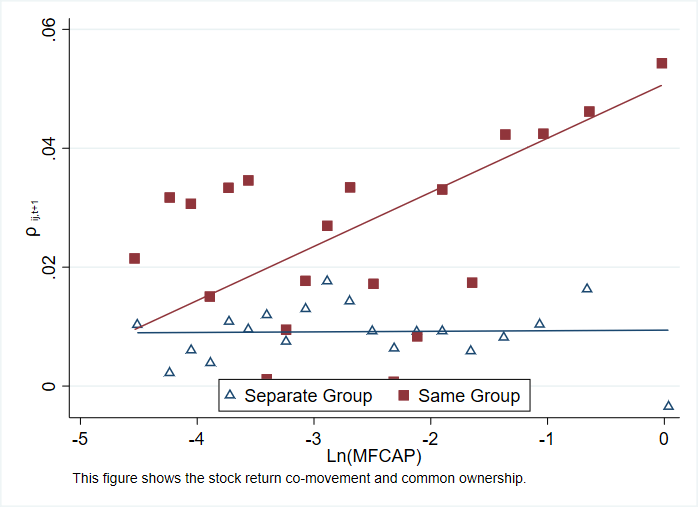 .06
.04
.02
0
ρ ij,t+1
Separate Group
Same Group
-5 -4 -3 -2 -1 0
Ln(MFCAP)
This figure shows the stock return co-movement and common ownership.